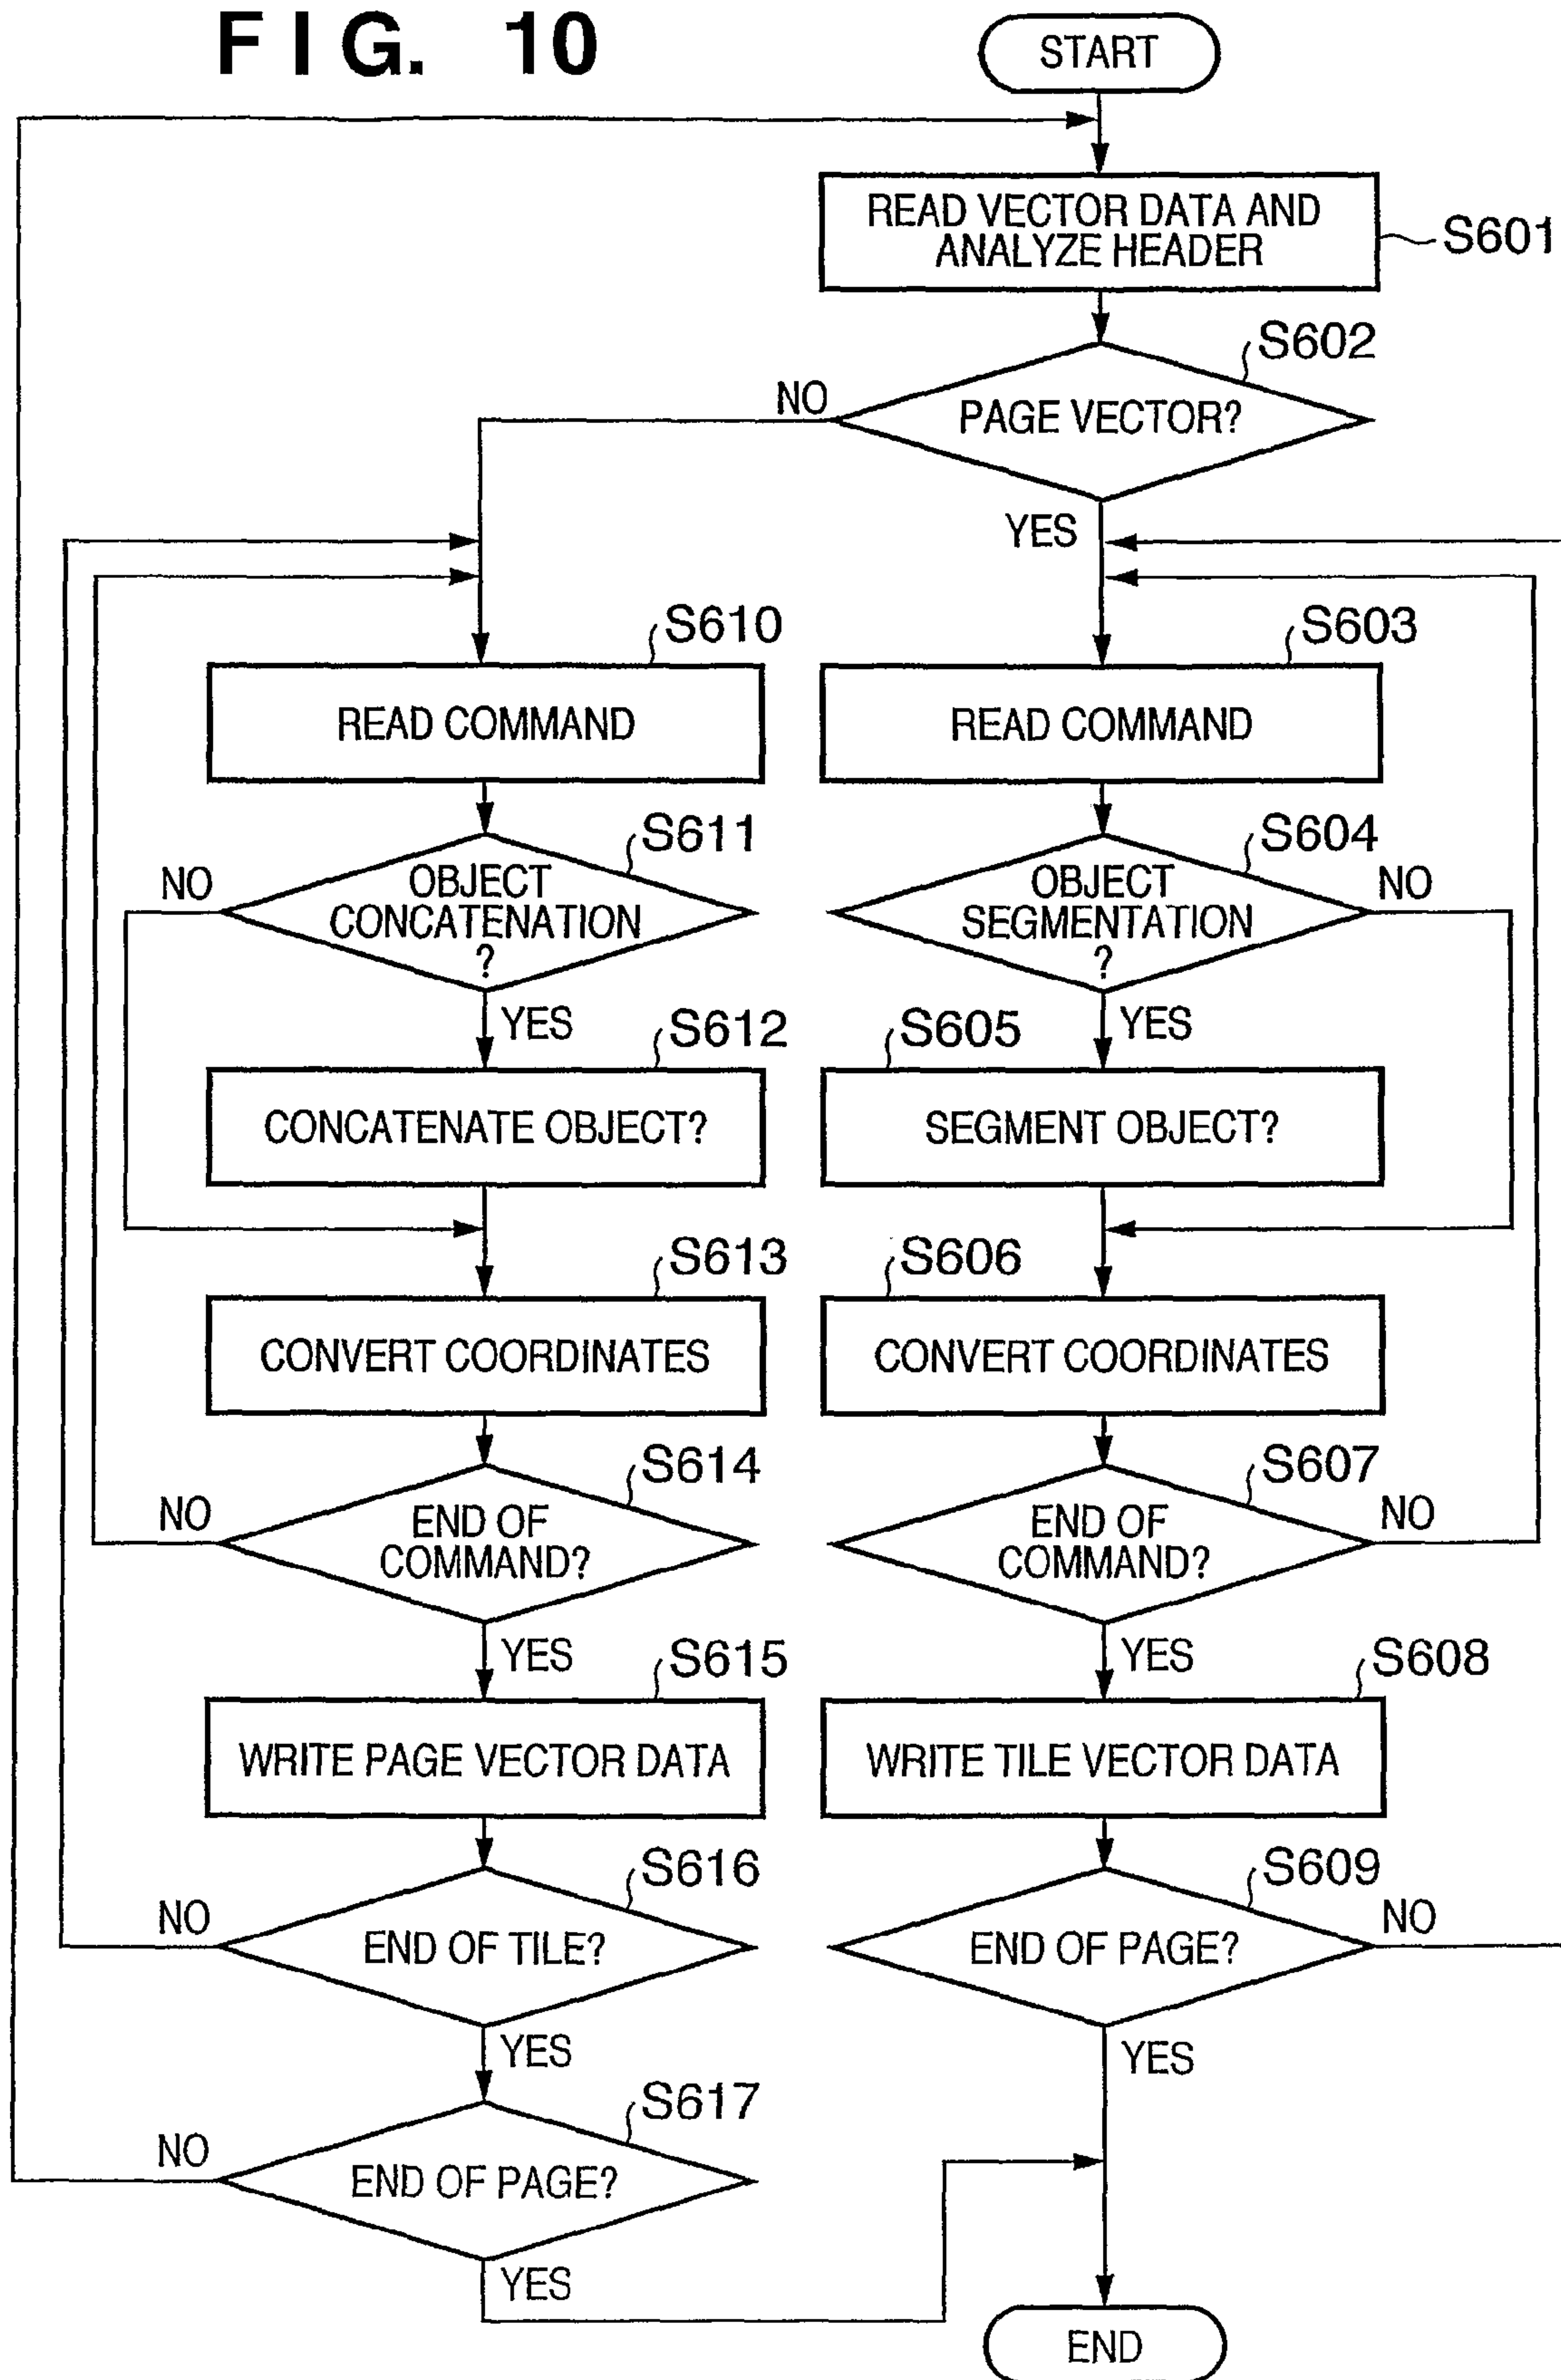 FIG. 10
START
READ VECTOR DATA AND
ANALYZE HEADER
S601
S602
PAGE VECTOR?
NO
YES
S610
READ COMMAND
S603
READ COMMAND
S611
OBJECT
CONCATENATION
?
NO
YES
S604
OBJECT
SEGMENTATION
?
NO
YES
S612
CONCATENATE OBJECT?
S605
SEGMENT OBJECT?
S613
CONVERT COORDINATES
S606
CONVERT COORDINATES
S614
END OF
COMMAND?
NO
YES
S607
END OF
COMMAND?
NO
YES
S615
WRITE PAGE VECTOR DATA
S608
WRITE TILE VECTOR DATA
S616
END OF TILE?
NO
YES
S609
END OF PAGE?
NO
YES
S617
END OF PAGE?
NO
YES
END